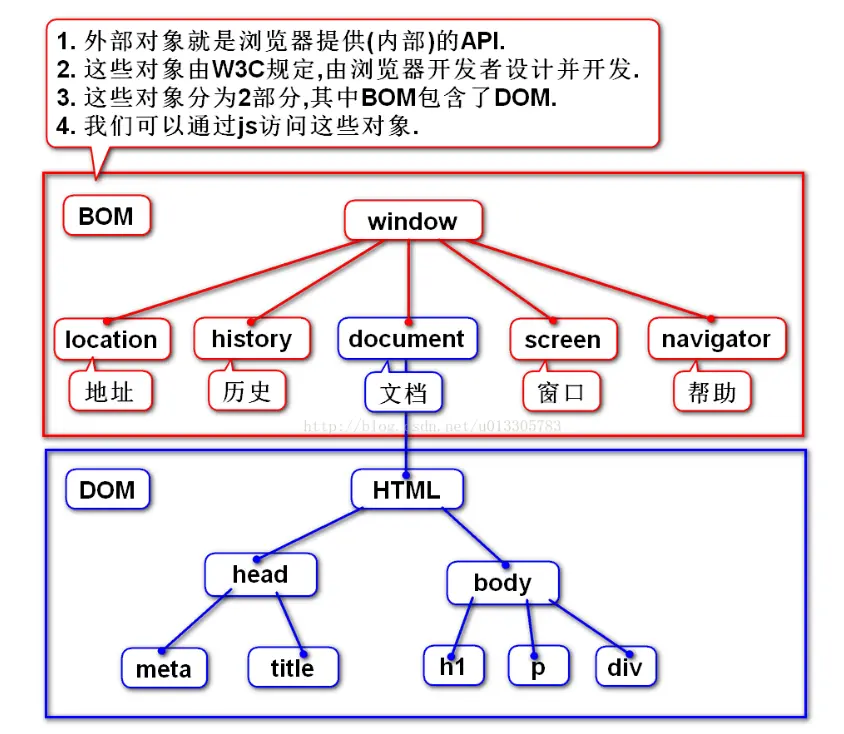 1. 外部对象就是浏览器提供(内部)的API.
2. 这些对象由W3C规定,由浏览器开发者设计并开发.
3. 这些对象分为2部分,其中BOM包含了DOM.
4. 我们可以通过js访问这些对象.
BOM
window
location
history
document
screen
navigator
地址
历史
文档
窗口
帮助
http://blog.csdn.net/u013305783
DOM
HTML
head
body
meta
title
h1
p
div